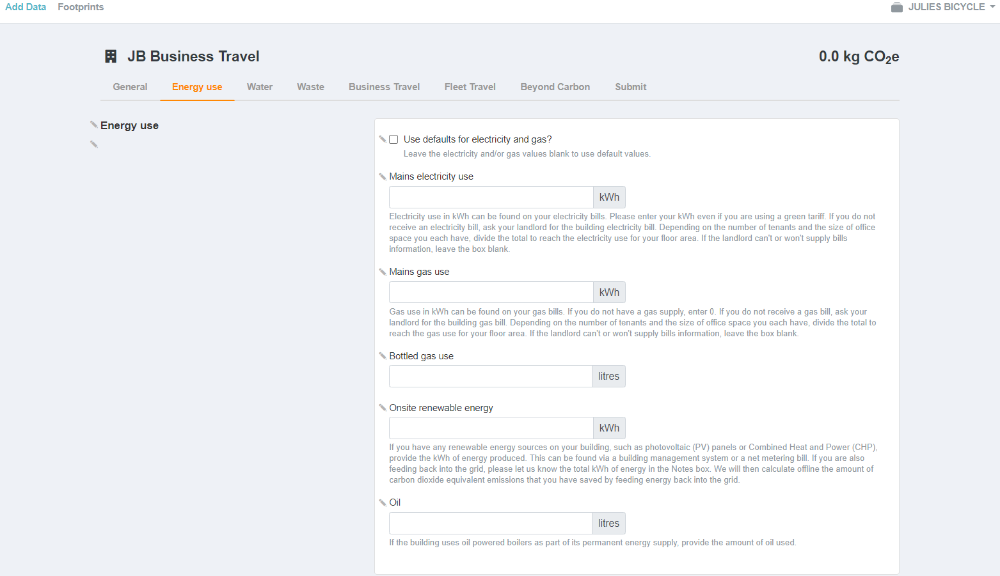 Add Data Footprints JULIES BICYCLE
JB Business Travel 0.0 kg CO2e
General Energy use Water Waste Business Travel Fleet Travel Beyond Carbon Submit
Energy use
Use defaults for electricity and gas?
Leave the electricity and/or gas values blank to use default values.
Mains electricity use
kWh
Electricity use in kWh can be found on your electricity bills. Please enter your kWh even if you are using a green tariff. If you do not
receive an electricity bill, ask your landlord for the building electricity bill. Depending on the number of tenants and the size of office
space you each have, divide the total to reach the electricity use for your floor area. If the landlord can't or won't supply bills
information, leave the box blank.
Mains gas use
kWh
Gas use in kWh can be found on your gas bills. If you do not have a gas supply, enter 0. If you do not receive a gas bill, ask your
landlord for the building gas bill. Depending on the number of tenants and the size of office space you each have, divide the total to
reach the gas use for your floor area. If the landlord can't or won't supply bills information, leave the box blank.
Bottled gas use
litres
Onsite renewable energy
kWh
If you have any renewable energy sources on your building, such as photovoltaic (PV) panels or Combined Heat and Power (CHP),
provide the kWh of energy produced. This can be found via a building management system or a net metering bill. If you are also
feeding back into the grid, please let us know the total kWh of energy in the Notes box. We will then calculate offline the amount of
carbon dioxide equivalent emissions that you have saved by feeding energy back into the grid.
Oil
litres
If the building uses oil powered boilers as part of its permanent energy supply, provide the amount of oil used.